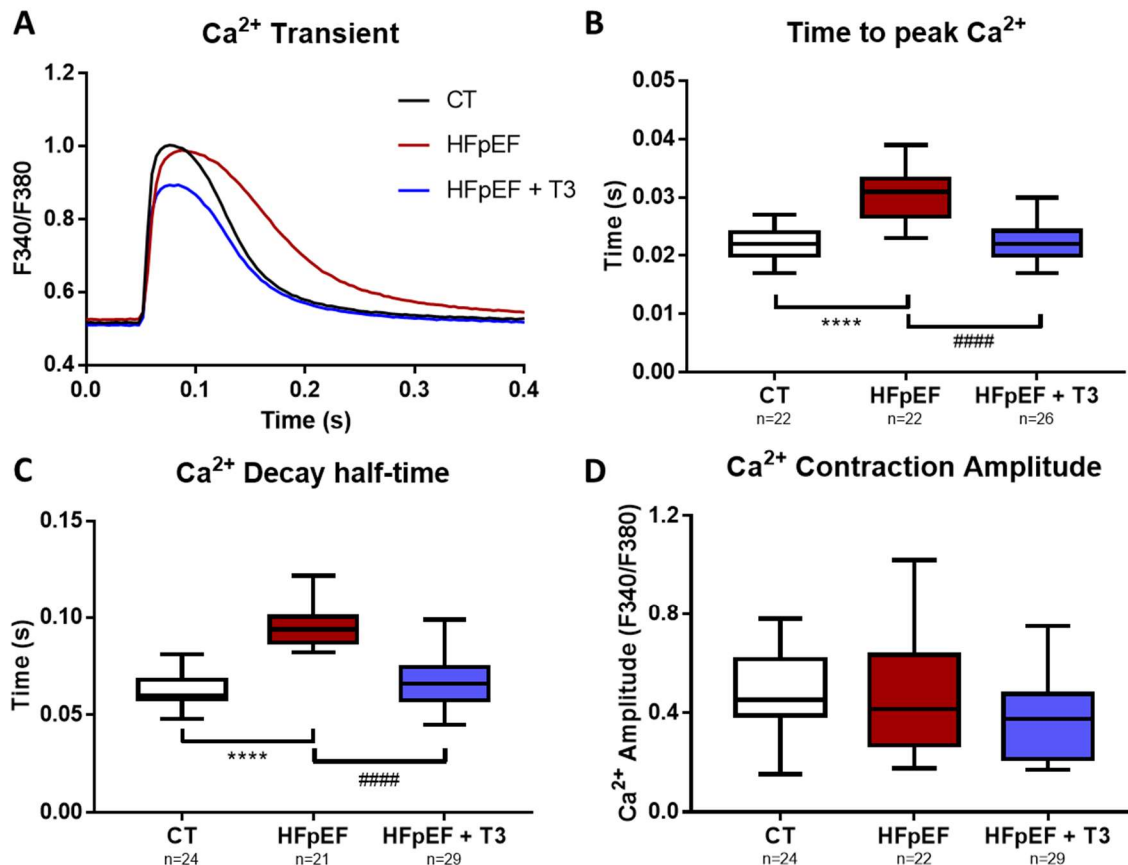 A
Ca²⁺ Transient
1.2
1.0
0.8
0.6
0.4
F340/F380
0.0
0.1
0.2
0.3
0.4
Time (s)
CT
HFpEF
HFpEF + T3
B
Time to peak Ca²⁺
0.05
0.04
0.03
0.02
0.01
0.00
Time (s)
****
####
CT
HFpEF
HFpEF + T3
n=22
n=22
n=26
C
Ca²⁺ Decay half-time
0.15
0.10
0.05
0.00
Time (s)
****
####
CT
HFpEF
HFpEF + T3
n=24
n=21
n=29
D
Ca²⁺ Contraction Amplitude
1.2
0.8
0.4
0.0
Ca²⁺ Amplitude (F340/F380)
CT
HFpEF
HFpEF + T3
n=24
n=22
n=29